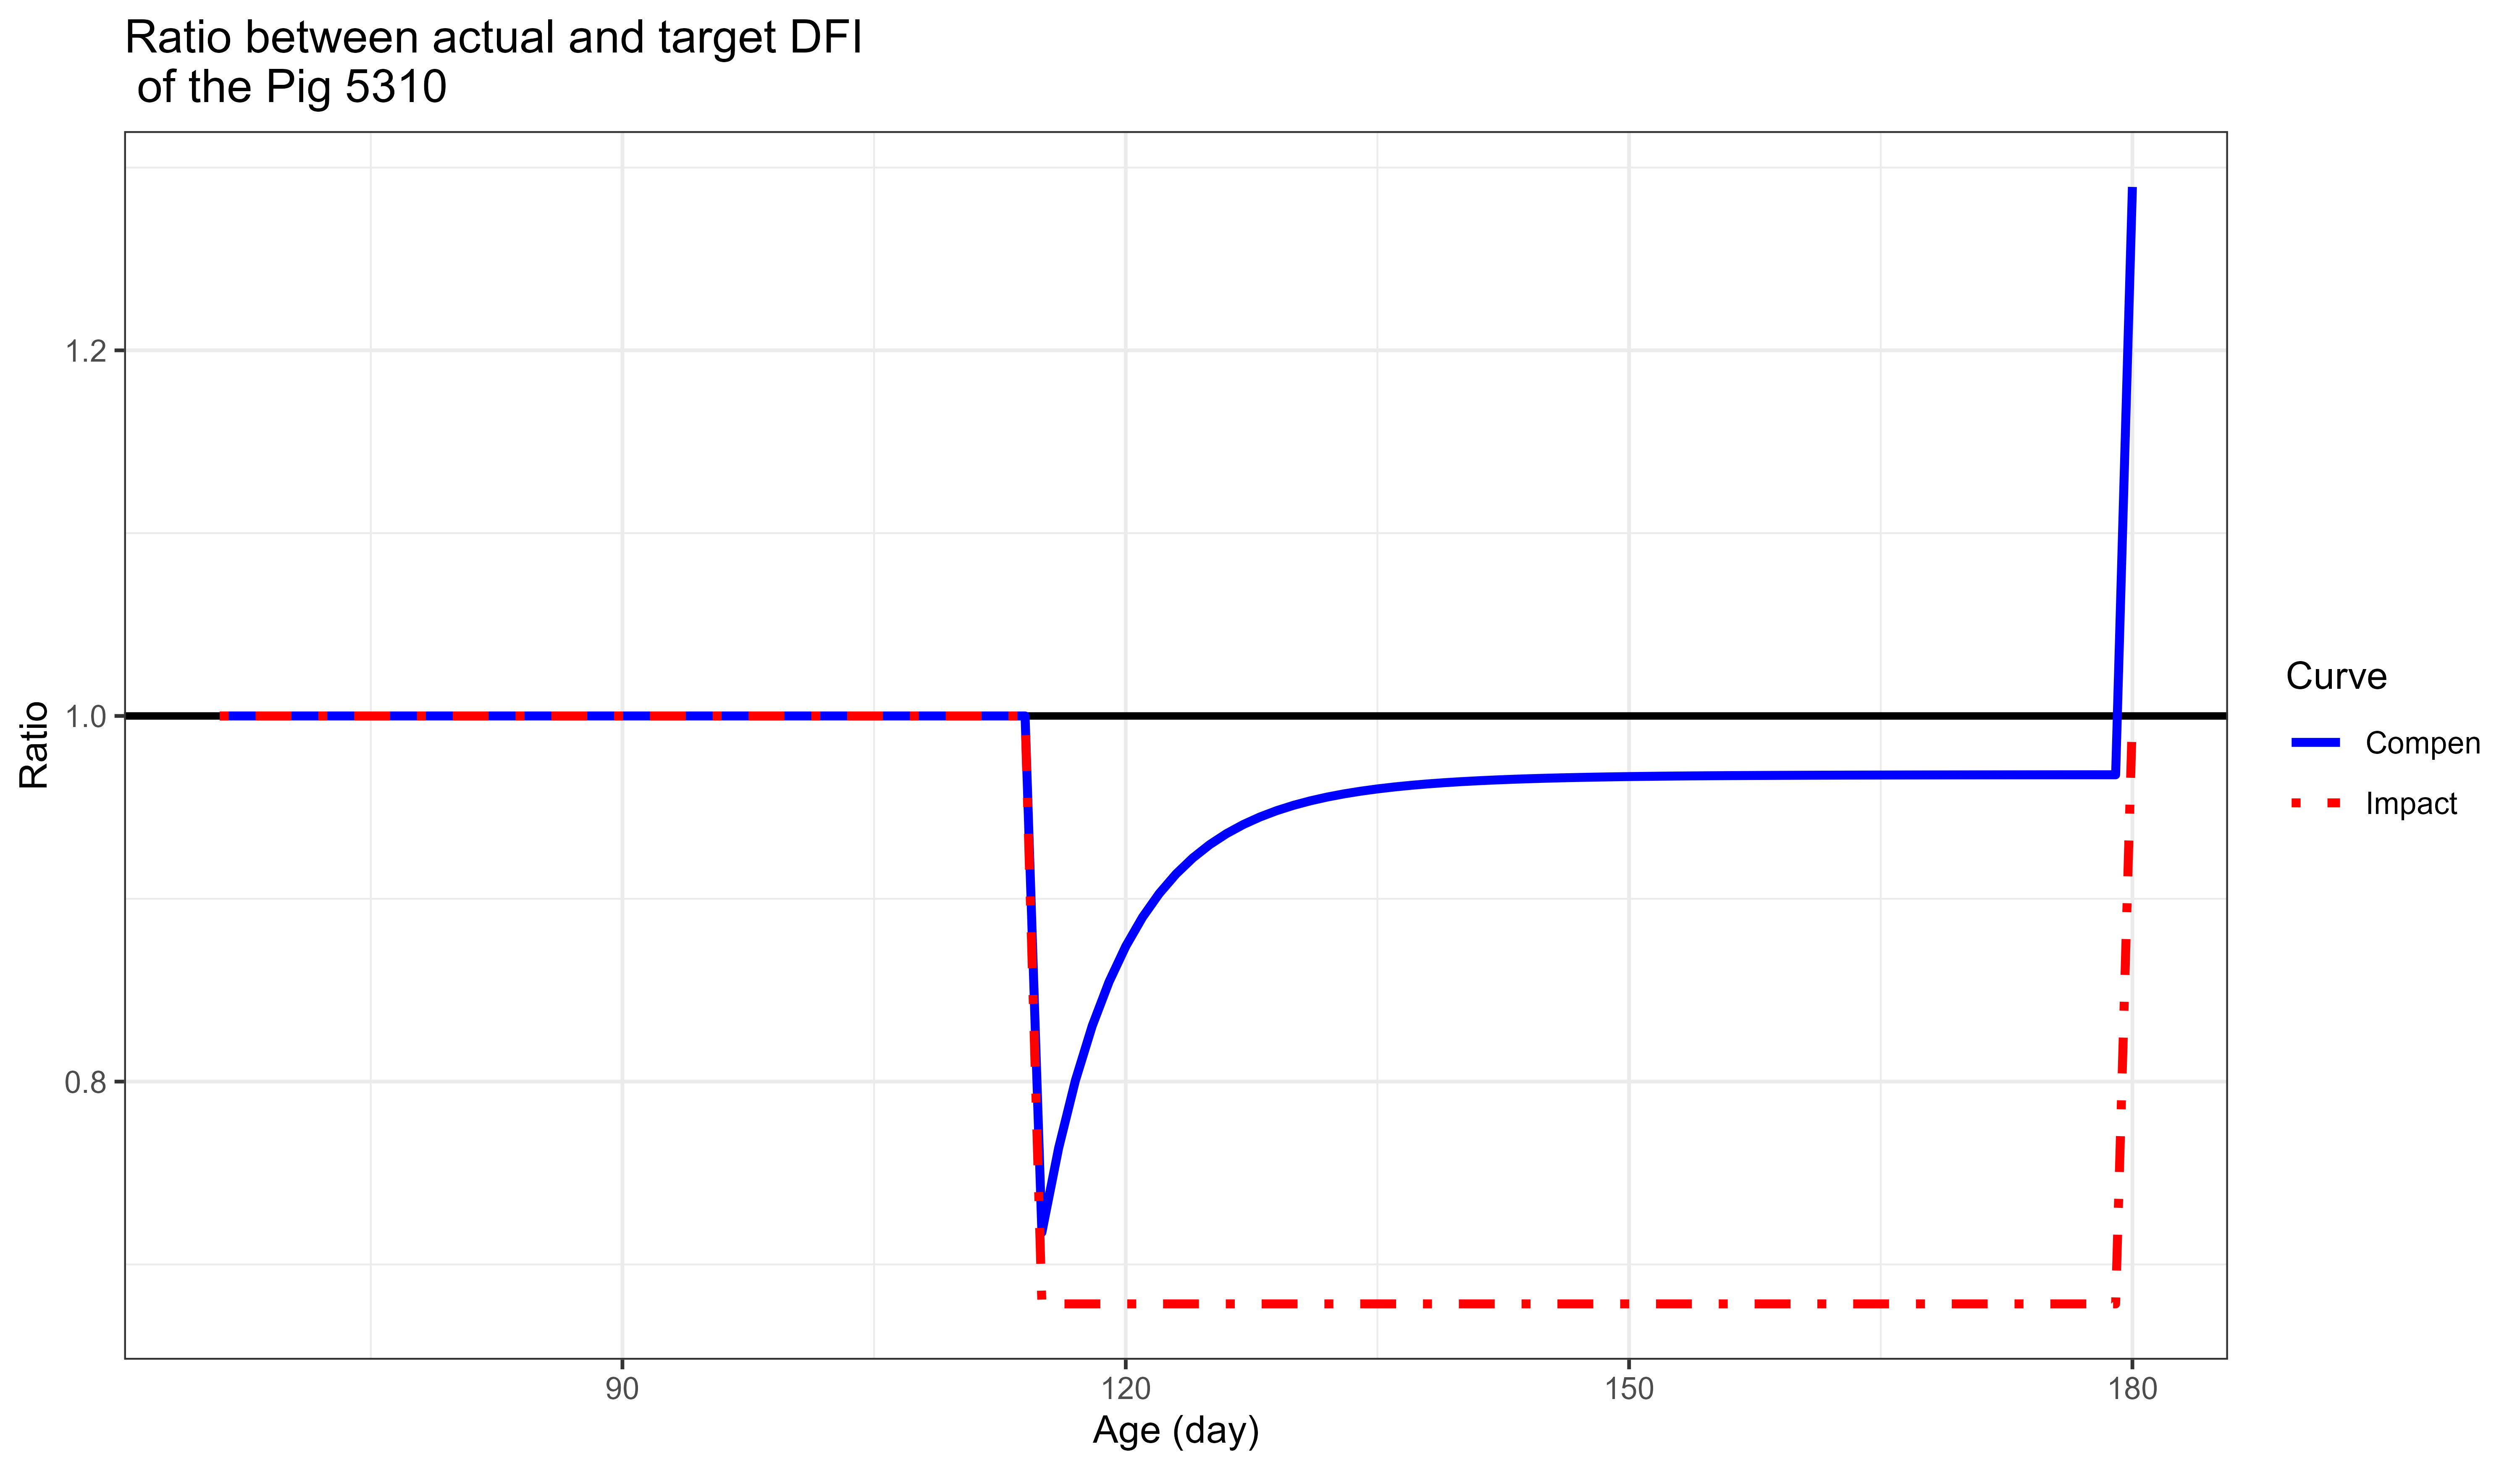 Ratio between actual and target DFI
of the Pig 5310
1.2
1.0
0.8
Ratio
90
120
150
180
Age (day)
Curve
Compen
Impact